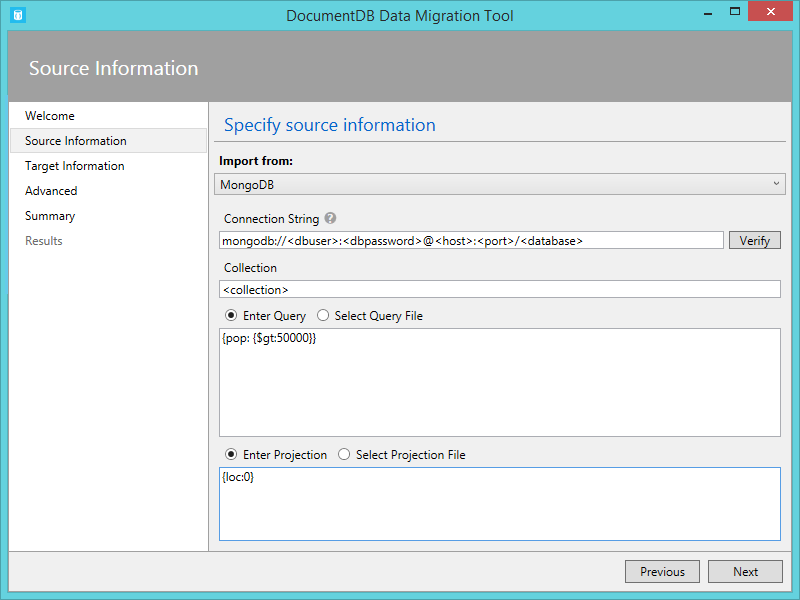 DocumentDB Data Migration Tool
Source Information
Welcome
Source Information
Target Information
Advanced
Summary
Results
Specify source information
Import from:
MongoDB
Connection String ?
mongodb://<dbuser>:<dbpassword>@<host>:<port>/<database>
Verify
Collection
<collection>
Enter Query Select Query File
{pop: {$gt:50000}}
Enter Projection Select Projection File
{loc:0}
Previous Next